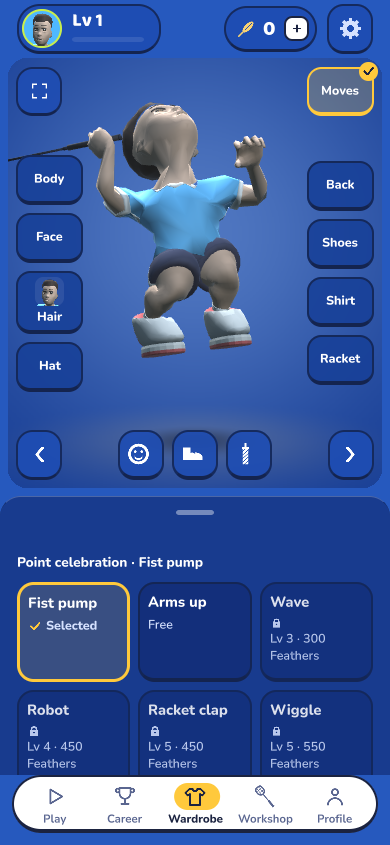 Lv 1
0
+
Moves
Body
Back
Face
Shoes
Hair
Shirt
Hat
Racket
Point celebration · Fist pump
Fist pump
Selected
Arms up
Free
Wave
Lv 3 · 300
Feathers
Robot
Lv 4 · 450
Feathers
Racket clap
Lv 5 · 450
Feathers
Wiggle
Lv 5 · 550
Feathers
Play
Career
Wardrobe
Workshop
Profile